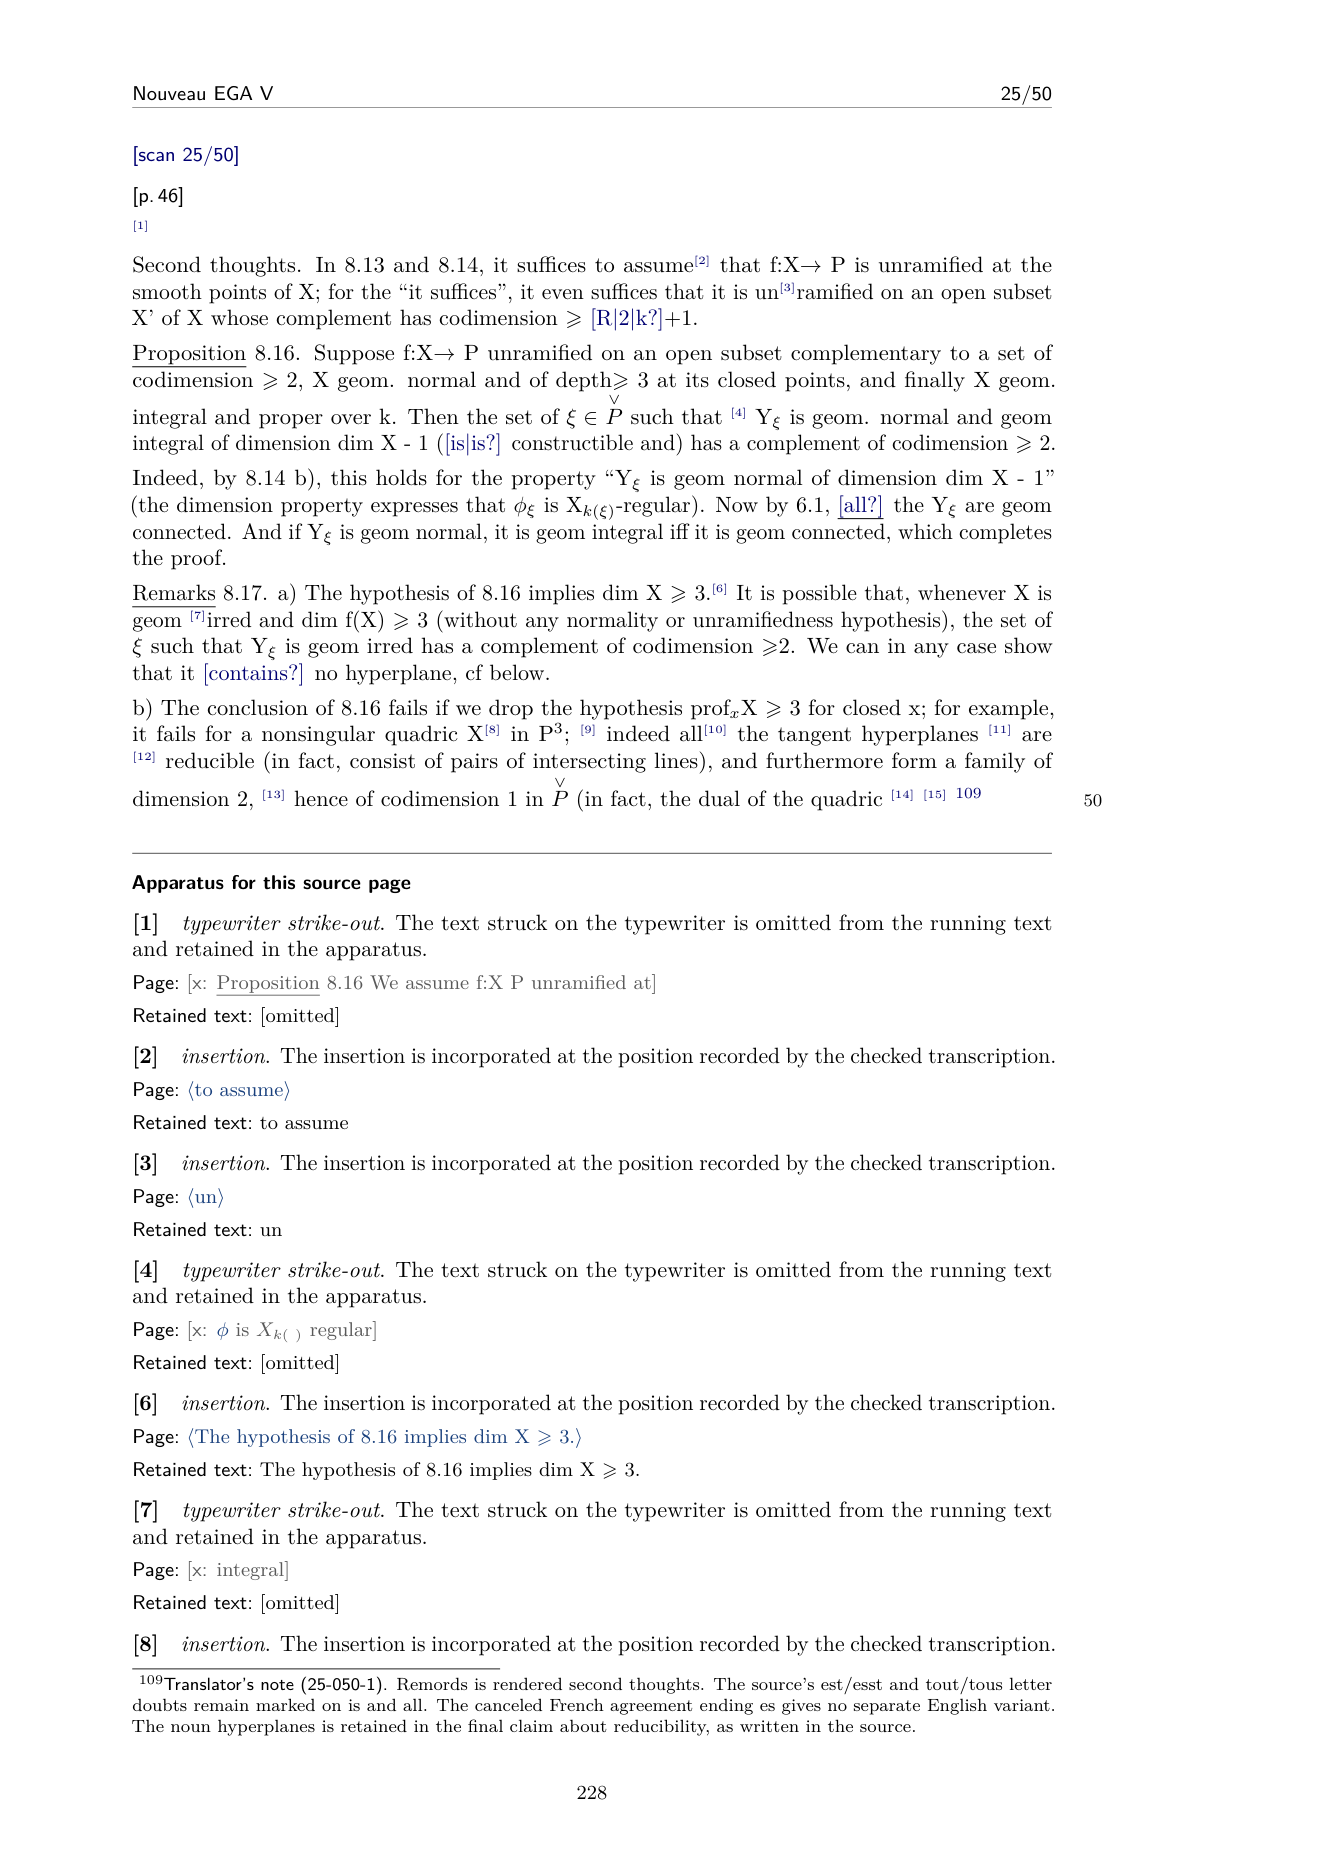 Nouveau EGA V 25/50
[scan 25/50]
[p. 46]
[1]
Second thoughts. In 8.13 and 8.14, it suffices to assume[2] that f:X→ P is unramified at the
smooth points of X; for the “it suffices”, it even suffices that it is un[3]ramified on an open subset
X’ of X whose complement has codimension ⩾ [R|2|k?]+1.
Proposition 8.16. Suppose f:X→ P unramified on an open subset complementary to a set of
codimension ⩾ 2, X geom. normal and of depth⩾ 3 at its closed points, and finally X geom.
integral and proper over k. Then the set of ξ ∈ P̌ such that [4] Yξ is geom. normal and geom
integral of dimension dim X - 1 ([is|is?] constructible and) has a complement of codimension ⩾ 2.
Indeed, by 8.14 b), this holds for the property “Yξ is geom normal of dimension dim X - 1”
(the dimension property expresses that ϕξ is Xk(ξ)-regular). Now by 6.1, [all?] the Yξ are geom
connected. And if Yξ is geom normal, it is geom integral iff it is geom connected, which completes
the proof.
Remarks 8.17. a) The hypothesis of 8.16 implies dim X ⩾ 3.[6] It is possible that, whenever X is
geom [7]irred and dim f(X) ⩾ 3 (without any normality or unramifiedness hypothesis), the set of
ξ such that Yξ is geom irred has a complement of codimension ⩾2. We can in any case show
that it [contains?] no hyperplane, cf below.
b) The conclusion of 8.16 fails if we drop the hypothesis profxX ⩾ 3 for closed x; for example,
it fails for a nonsingular quadric X[8] in P³; [9] indeed all[10] the tangent hyperplanes [11] are
[12] reducible (in fact, consist of pairs of intersecting lines), and furthermore form a family of
dimension 2, [13] hence of codimension 1 in P̌ (in fact, the dual of the quadric [14] [15] 109 50
Apparatus for this source page
[1] typewriter strike-out. The text struck on the typewriter is omitted from the running text
and retained in the apparatus.
Page: [x: Proposition 8.16 We assume f:X P unramified at]
Retained text: [omitted]
[2] insertion. The insertion is incorporated at the position recorded by the checked transcription.
Page: ⟨to assume⟩
Retained text: to assume
[3] insertion. The insertion is incorporated at the position recorded by the checked transcription.
Page: ⟨un⟩
Retained text: un
[4] typewriter strike-out. The text struck on the typewriter is omitted from the running text
and retained in the apparatus.
Page: [x: ϕ is Xk( ) regular]
Retained text: [omitted]
[6] insertion. The insertion is incorporated at the position recorded by the checked transcription.
Page: ⟨The hypothesis of 8.16 implies dim X ⩾ 3.⟩
Retained text: The hypothesis of 8.16 implies dim X ⩾ 3.
[7] typewriter strike-out. The text struck on the typewriter is omitted from the running text
and retained in the apparatus.
Page: [x: integral]
Retained text: [omitted]
[8] insertion. The insertion is incorporated at the position recorded by the checked transcription.
109Translator’s note (25-050-1). Remords is rendered second thoughts. The source’s est/esst and tout/tous letter
doubts remain marked on is and all. The canceled French agreement ending es gives no separate English variant.
The noun hyperplanes is retained in the final claim about reducibility, as written in the source.
228